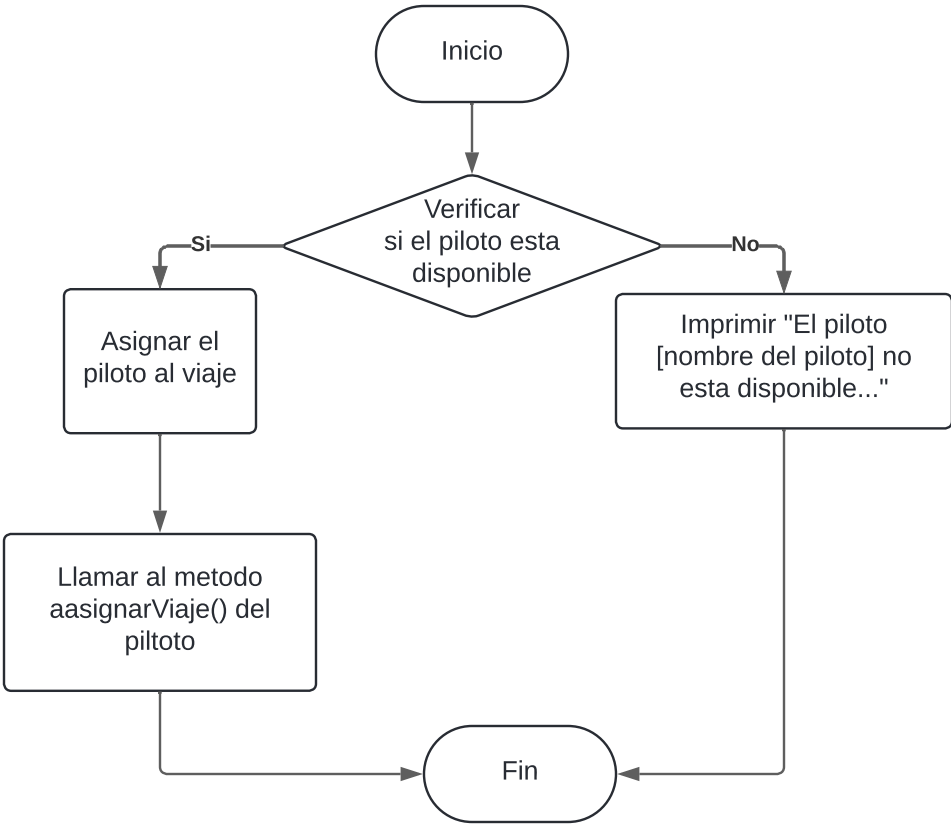 Inicio
Verificar
si el piloto esta
disponible
Si
No
Asignar el
piloto al viaje
Imprimir "El piloto
[nombre del piloto] no
esta disponible..."
Llamar al metodo
aasignarViaje() del
piltoto
Fin